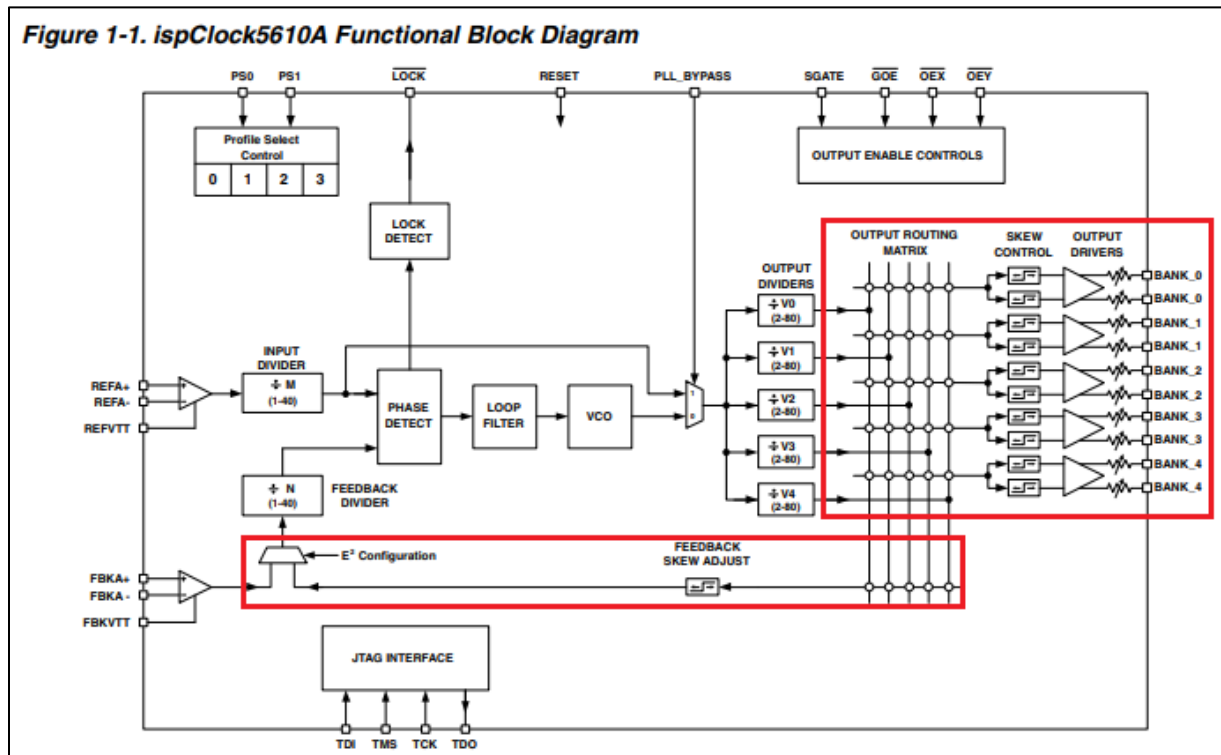 Figure 1-1. ispClock5610A Functional Block Diagram
PS0 PS1 LOCK RESET PLL_BYPASS SGATE GOE OEX OEY
Profile Select
Control
0 1 2 3
OUTPUT ENABLE CONTROLS
LOCK
DETECT
OUTPUT ROUTING
MATRIX
SKEW
CONTROL
OUTPUT
DRIVERS
OUTPUT
DIVIDERS
BANK_0
BANK_0
BANK_1
BANK_1
BANK_2
BANK_2
BANK_3
BANK_3
BANK_4
BANK_4
÷ V0
(2-80)
÷ V1
(2-80)
÷ V2
(2-80)
÷ V3
(2-80)
÷ V4
(2-80)
INPUT
DIVIDER
÷ M
(1-40)
REFA+
REFA-
REFVTT
+
-
PHASE
DETECT
LOOP
FILTER
VCO
1
0
÷ N
(1-40)
FEEDBACK
DIVIDER
E² Configuration
FEEDBACK
SKEW ADJUST
FBKA+
FBKA -
FBKVTT
+
-
JTAG INTERFACE
TDI TMS TCK TDO